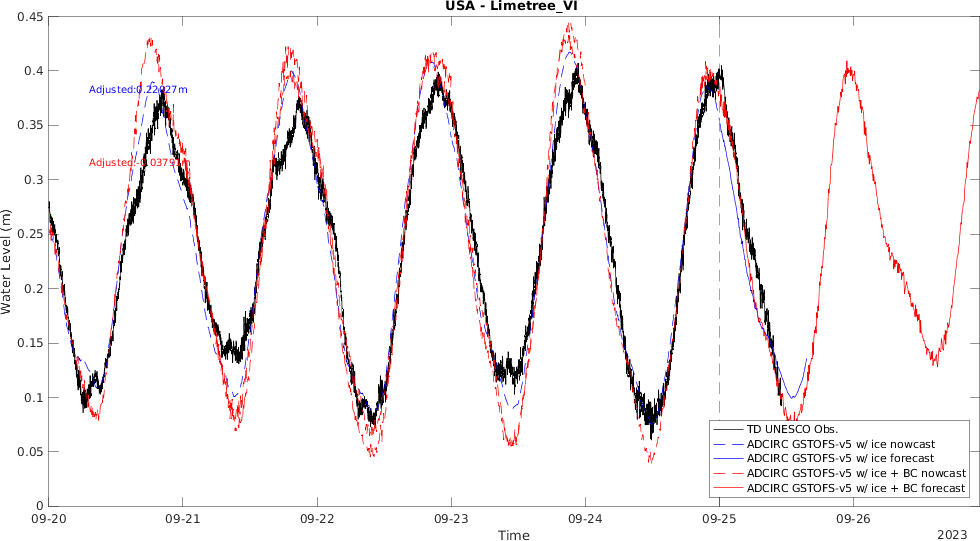 USA - Limetree_VI
0.45
0.4
0.35
0.3
0.25
0.2
0.15
0.1
0.05
0
Water Level (m)
Adjusted:0.22027m
TD UNESCO Obs.
ADCIRC GSTOFS-v5 w/ ice nowcast
ADCIRC GSTOFS-v5 w/ ice forecast
ADCIRC GSTOFS-v5 w/ ice + BC nowcast
ADCIRC GSTOFS-v5 w/ ice + BC forecast
09-20
09-21
09-22
09-23
09-24
09-25
09-26
Time
2023